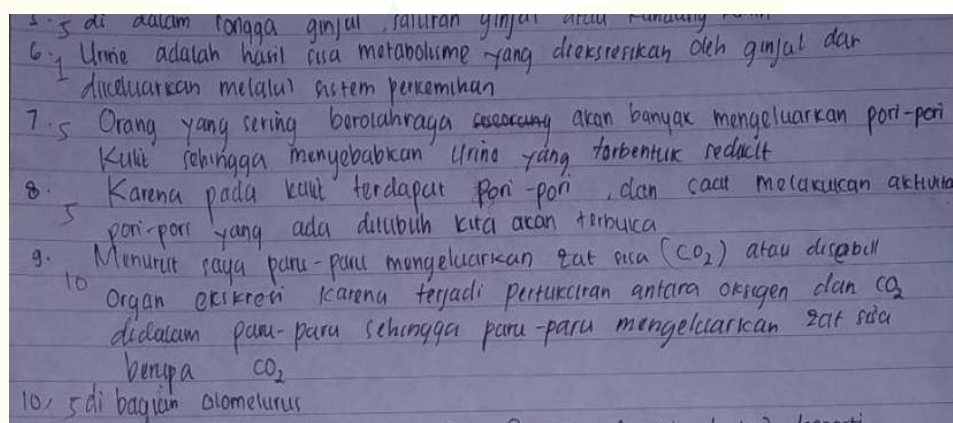 5 di dalam rongga ginjal, saluran ginjal atau
6. 1 Urine adalah hasil sisa metabolisme yang diekskresikan oleh ginjal dan
dikeluarkan melalui sistem perkemihan
7. 5 Orang yang sering berolahraga akan banyak mengeluarkan pori-pori
Kulit sehingga menyebabkan Urine yang terbentuk sedikit
8. 5 Karena pada kulit terdapat Pori-pori, dan saat melakukan aktivita
pori-pori yang ada ditubuh kita akan terbuka
9. 10 Menurut saya paru-paru mengeluarkan zat sisa (CO2) atau
Organ ekskresi Karena terjadi pertukaran antara oksigen dan CO2
didalam paru-paru sehingga paru-paru mengeluarkan zat sisa
berupa CO2
10, 5 di bagian Glomelurus